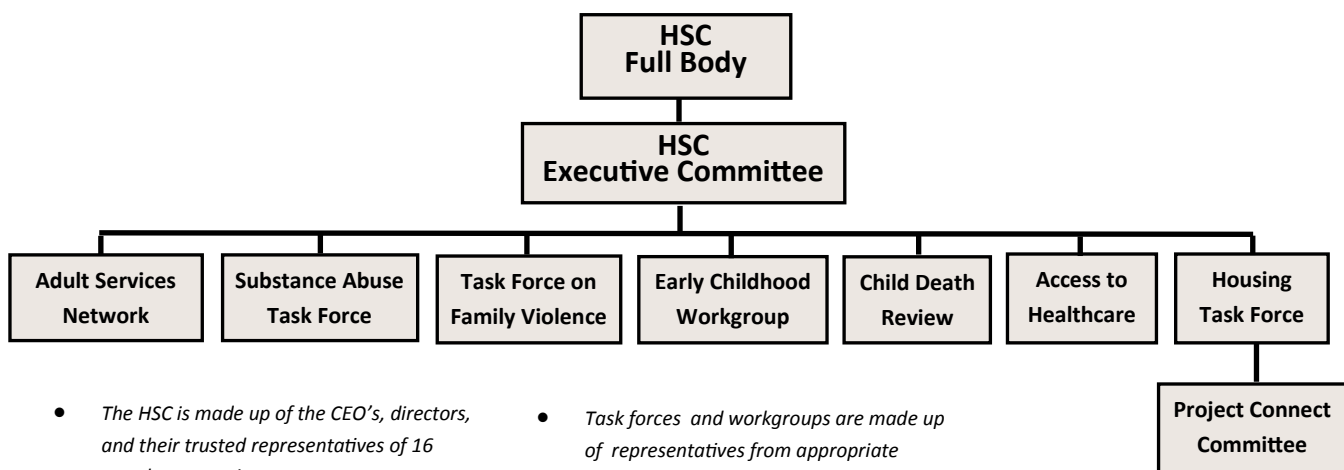 HSC
Full Body
HSC
Executive Committee
Adult Services
Network
Substance Abuse
Task Force
Task Force on
Family Violence
Early Childhood
Workgroup
Child Death
Review
Access to
Healthcare
Housing
Task Force
Project Connect
Committee
• The HSC is made up of the CEO's, directors,
and their trusted representatives of 16
• Task forces and workgroups are made up
of representatives from appropriate